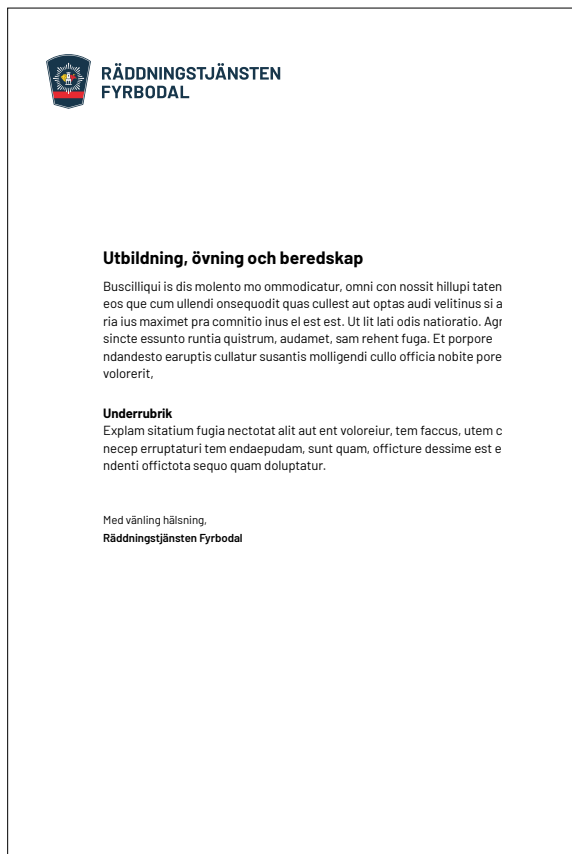 RÄDDNINGSTJÄNSTEN
FYRBODAL
Utbildning, övning och beredskap
Buscilliqui is dis molento mo ommodicatur, omni con nossit hillupi taten
eos que cum ullendi onsequodit quas cullest aut optas audi velitinus si a
ria ius maximet pra comnitio inus el est est. Ut lit lati odis natioratio. Agr
sincte essunto runtia quistrum, audamet, sam rehent fuga. Et porpore
ndandesto earuptis cullatur susantis molligendi cullo officia nobite pore
volorerit,
Underrubrik
Explam sitatium fugia nectotat alit aut ent voloreiur, tem faccus, utem c
necep erruptaturi tem endaepudam, sunt quam, officture dessime est e
ndenti offictota sequo quam doluptatur.
Med vänling hälsning,
Räddningstjänsten Fyrbodal